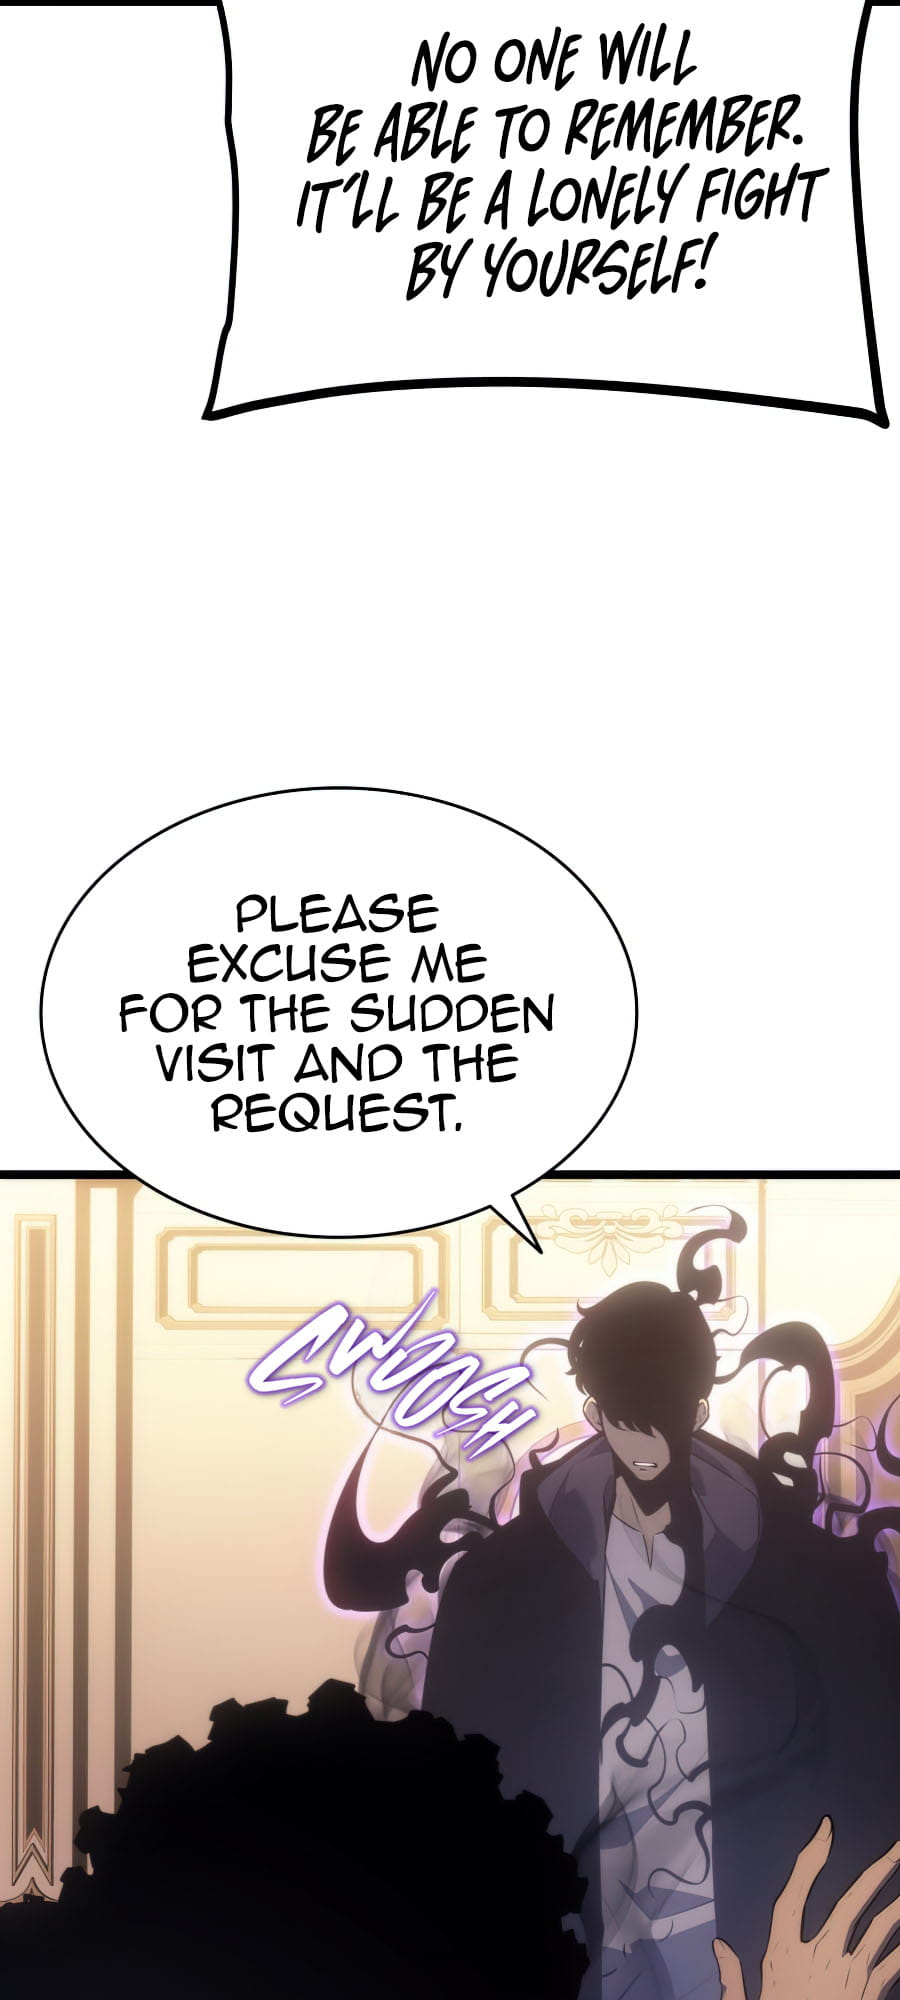 NO ONE WILL
BE ABLE TO REMEMBER.
IT'LL BE A LONELY FIGHT
BY YOURSELF!
PLEASE
EXCUSE ME
FOR THE SUDDEN
VISIT AND THE
REQUEST.
SWOOSH